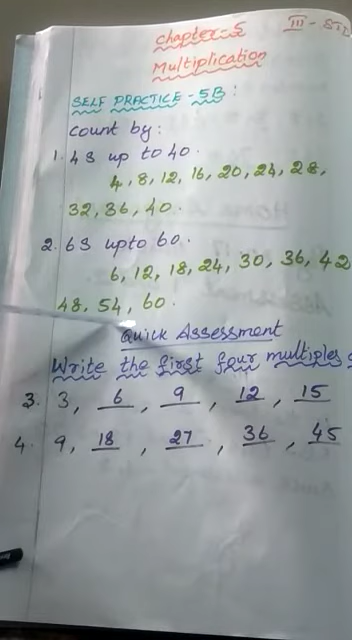 III - STD
Chapter-5
Multiplication
SELF PRACTICE - 5B :
Count by:
1. 4s up to 40.
4, 8, 12, 16, 20, 24, 28,
32, 36, 40.
2. 6s upto 60.
6, 12, 18, 24, 30, 36, 42
48, 54, 60.
Quick Assessment
Write the first four multiples
3. 3, 6, 9, 12, 15
4. 9, 18, 27, 36, 45